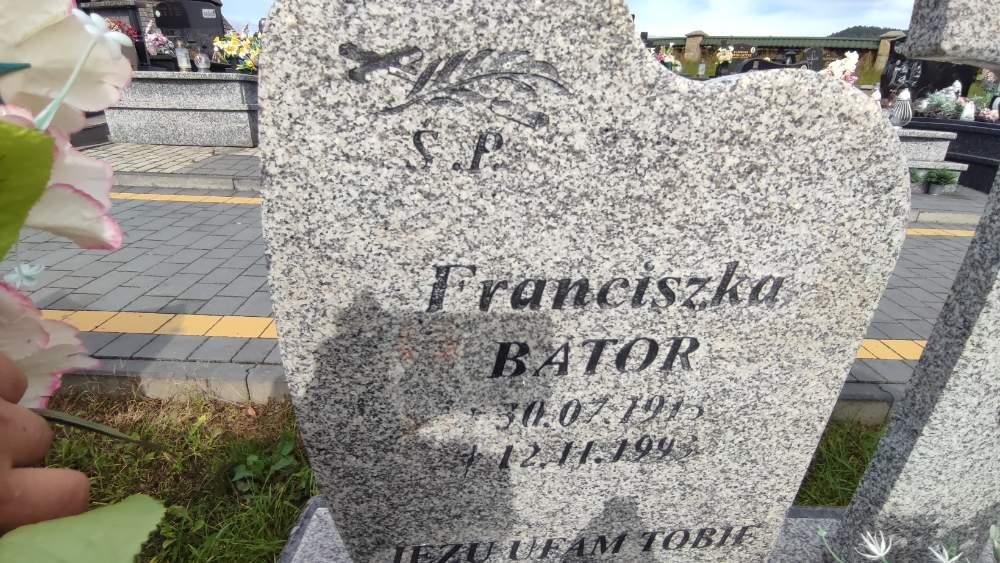 Ś.P.
Franciszka
BATOR
* 30.07.1915
† 12.11.1993
JEZU UFAM TOBIE